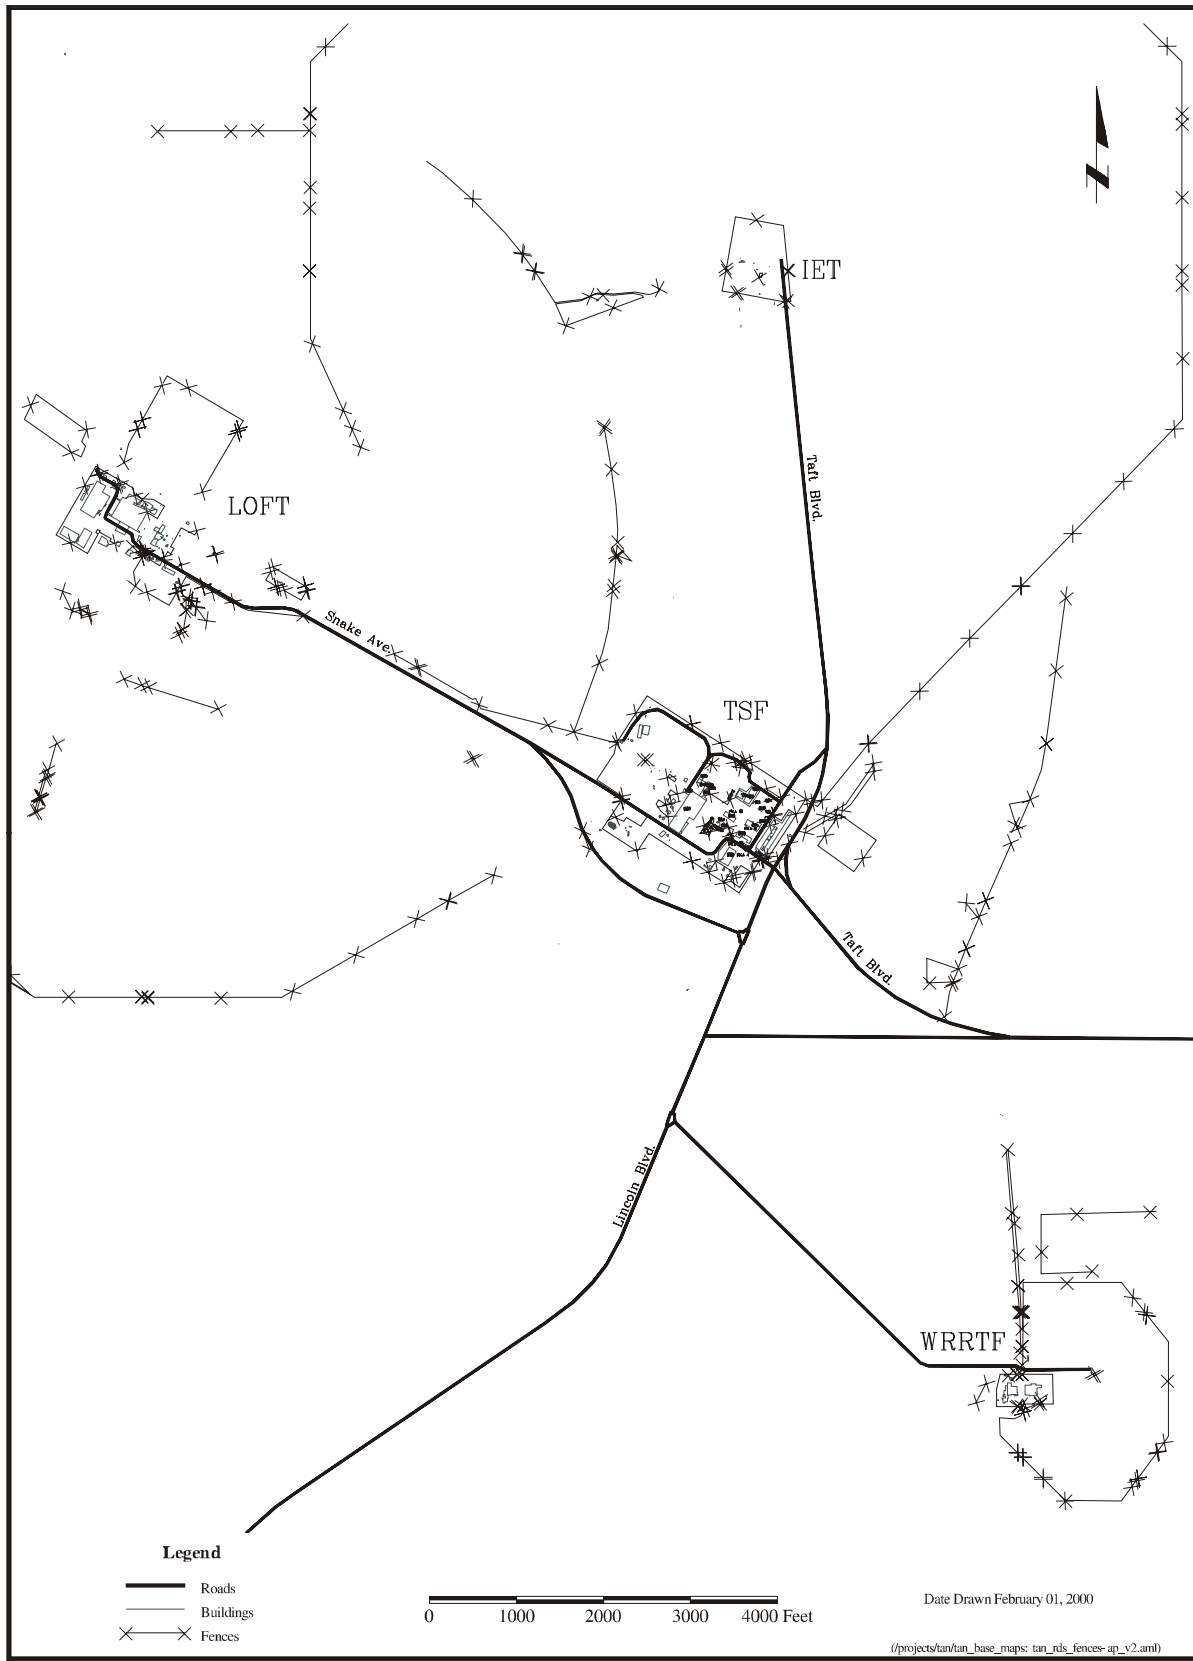 IET
Taft Blvd.
LOFT
Snake Ave.
TSF
Taft Blvd.
Lincoln Blvd.
WRRTF
Legend
Roads
Buildings
Fences
0 1000 2000 3000 4000 Feet
Date Drawn February 01, 2000
(/projects/tan/tan_base_maps: tan_rds_fences-ap_v2.aml)